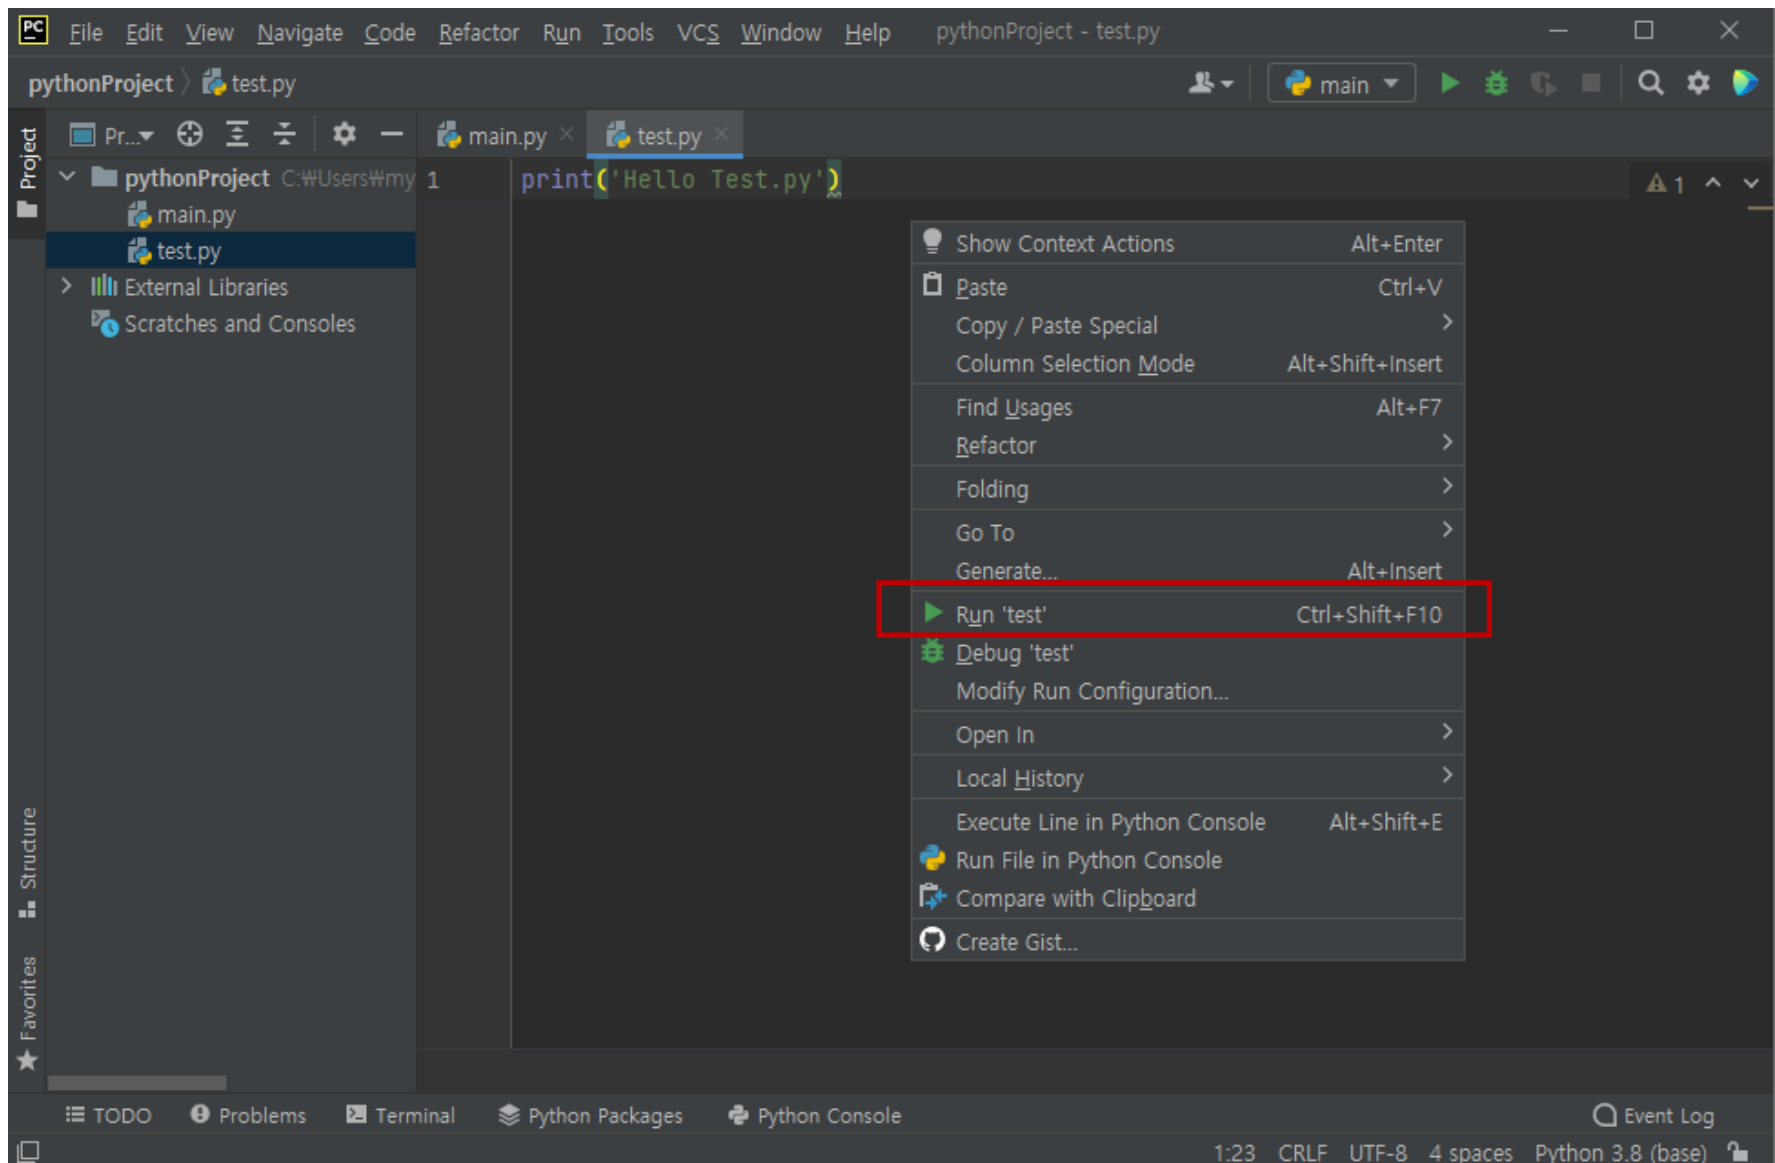 PC File Edit View Navigate Code Refactor Run Tools VCS Window Help pythonProject - test.py
pythonProject test.py main
Project
Pr... main.py test.py
pythonProject C:₩Users₩my
main.py
test.py
External Libraries
Scratches and Consoles
1 print('Hello Test.py')
1
Show Context Actions Alt+Enter
Paste Ctrl+V
Copy / Paste Special
Column Selection Mode Alt+Shift+Insert
Find Usages Alt+F7
Refactor
Folding
Go To
Generate... Alt+Insert
Run 'test' Ctrl+Shift+F10
Debug 'test'
Modify Run Configuration...
Open In
Local History
Execute Line in Python Console Alt+Shift+E
Run File in Python Console
Compare with Clipboard
Create Gist...
Structure
Favorites
TODO Problems Terminal Python Packages Python Console Event Log
1:23 CRLF UTF-8 4 spaces Python 3.8 (base)